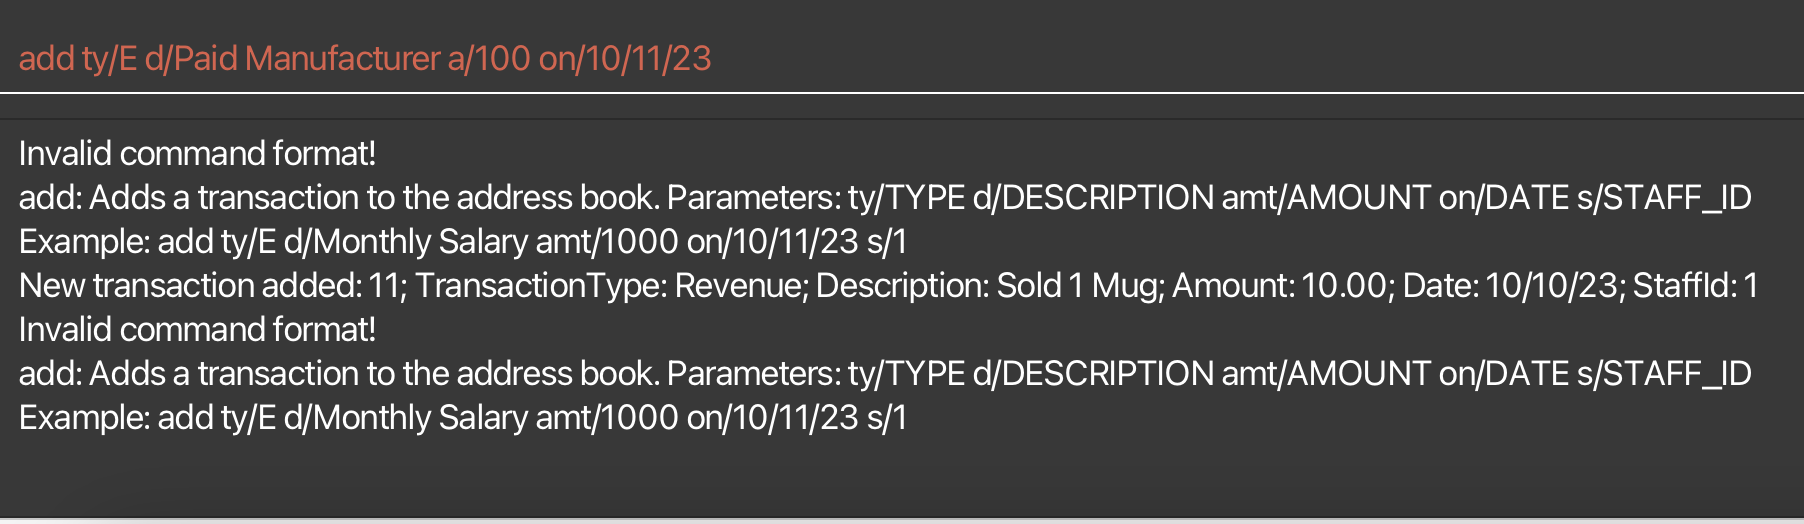 add ty/E d/Paid Manufacturer a/100 on/10/11/23
Invalid command format!
add: Adds a transaction to the address book. Parameters: ty/TYPE d/DESCRIPTION amt/AMOUNT on/DATE s/STAFF_ID
Example: add ty/E d/Monthly Salary amt/1000 on/10/11/23 s/1
New transaction added: 11; TransactionType: Revenue; Description: Sold 1 Mug; Amount: 10.00; Date: 10/10/23; StaffId: 1
Invalid command format!
add: Adds a transaction to the address book. Parameters: ty/TYPE d/DESCRIPTION amt/AMOUNT on/DATE s/STAFF_ID
Example: add ty/E d/Monthly Salary amt/1000 on/10/11/23 s/1